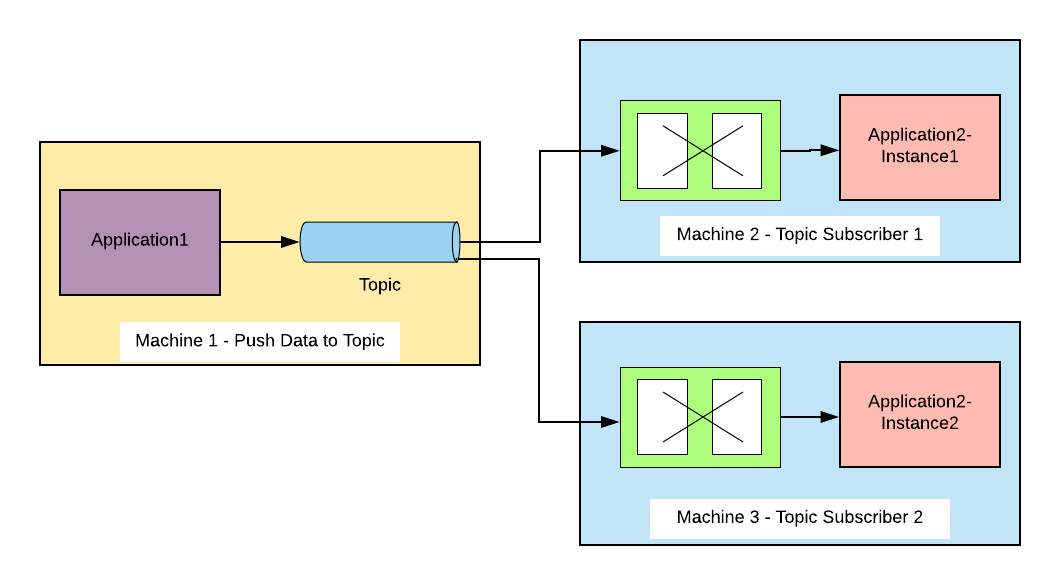 Application1
Topic
Machine 1 - Push Data to Topic
Application2-
Instance1
Machine 2 - Topic Subscriber 1
Application2-
Instance2
Machine 3 - Topic Subscriber 2